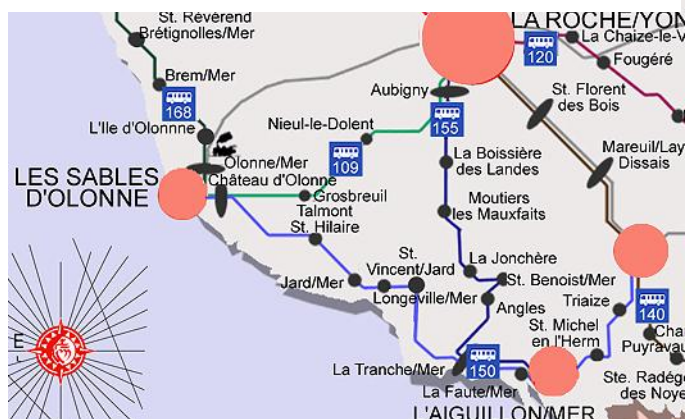 LA ROCHE/YON
St. Révérend
Brétignolles/Mer
La Chaize-le-V
120
Fougéré
Brem/Mer
Aubigny
St. Florent
des Bois
168
155
L'Ile d'Olonnne
Nieul-le-Dolent
Mareuil/Lay
Dissais
109
La Boissière
des Landes
Olonne/Mer
Château d'Olonne
LES SABLES
D'OLONNE
Grosbreuil
Talmont
St. Hilaire
Moutiers
les Mauxfaits
St.
Vincent/Jard
La Jonchère
St. Benoist/Mer
Jard/Mer
Longeville/Mer
Angles
Triaize
140
St. Michel
en l'Herm
Cha
Puyrava
E
150
La Tranche/Mer
La Faute/Mer
Ste. Radég
des Noye
L'AIGUILLON/MER